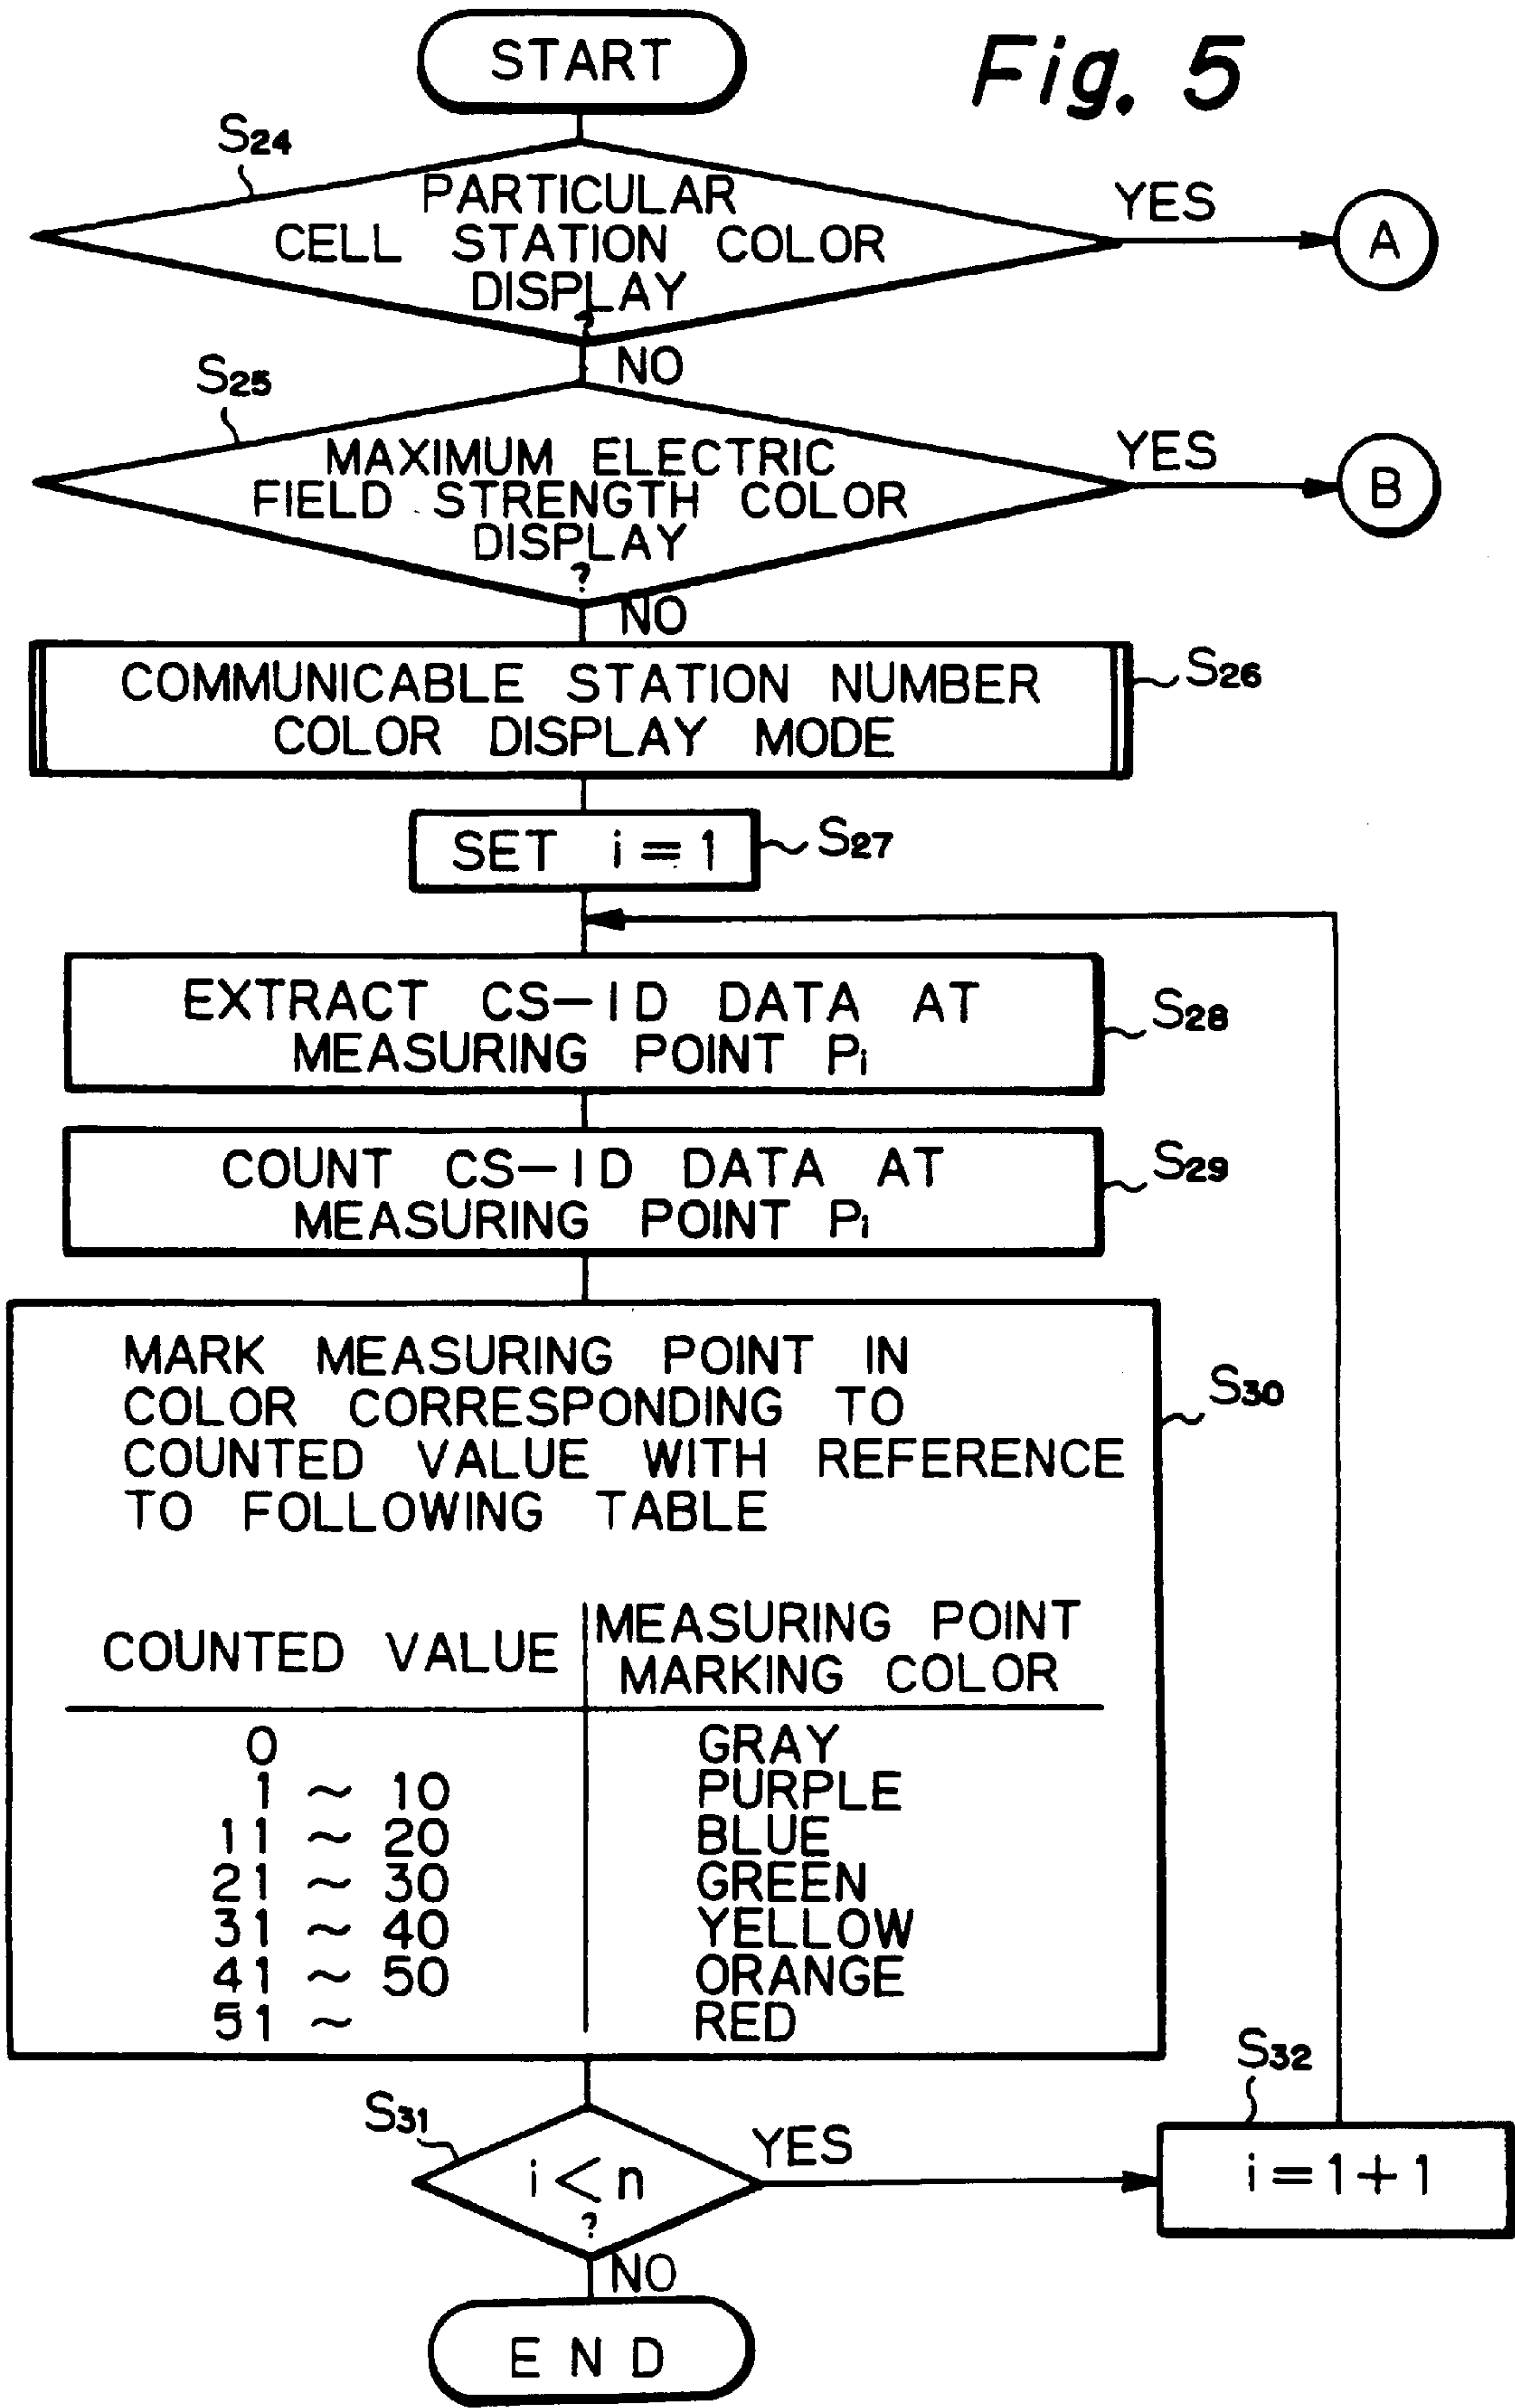 Fig. 5
START
S24
PARTICULAR
CELL STATION COLOR
DISPLAY
?
YES
A
NO
S25
MAXIMUM ELECTRIC
FIELD STRENGTH COLOR
DISPLAY
?
YES
B
NO
COMMUNICABLE STATION NUMBER
COLOR DISPLAY MODE
S26
SET i=1
S27
EXTRACT CS-ID DATA AT
MEASURING POINT Pi
S28
COUNT CS-ID DATA AT
MEASURING POINT Pi
S29
MARK MEASURING POINT IN
COLOR CORRESPONDING TO
COUNTED VALUE WITH REFERENCE
TO FOLLOWING TABLE
S30
COUNTED VALUE
MEASURING POINT
MARKING COLOR
0 GRAY
1 ~ 10 PURPLE
11 ~ 20 BLUE
21 ~ 30 GREEN
31 ~ 40 YELLOW
41 ~ 50 ORANGE
51 ~ RED
S31
i<n
?
YES
S32
i=1+1
NO
END